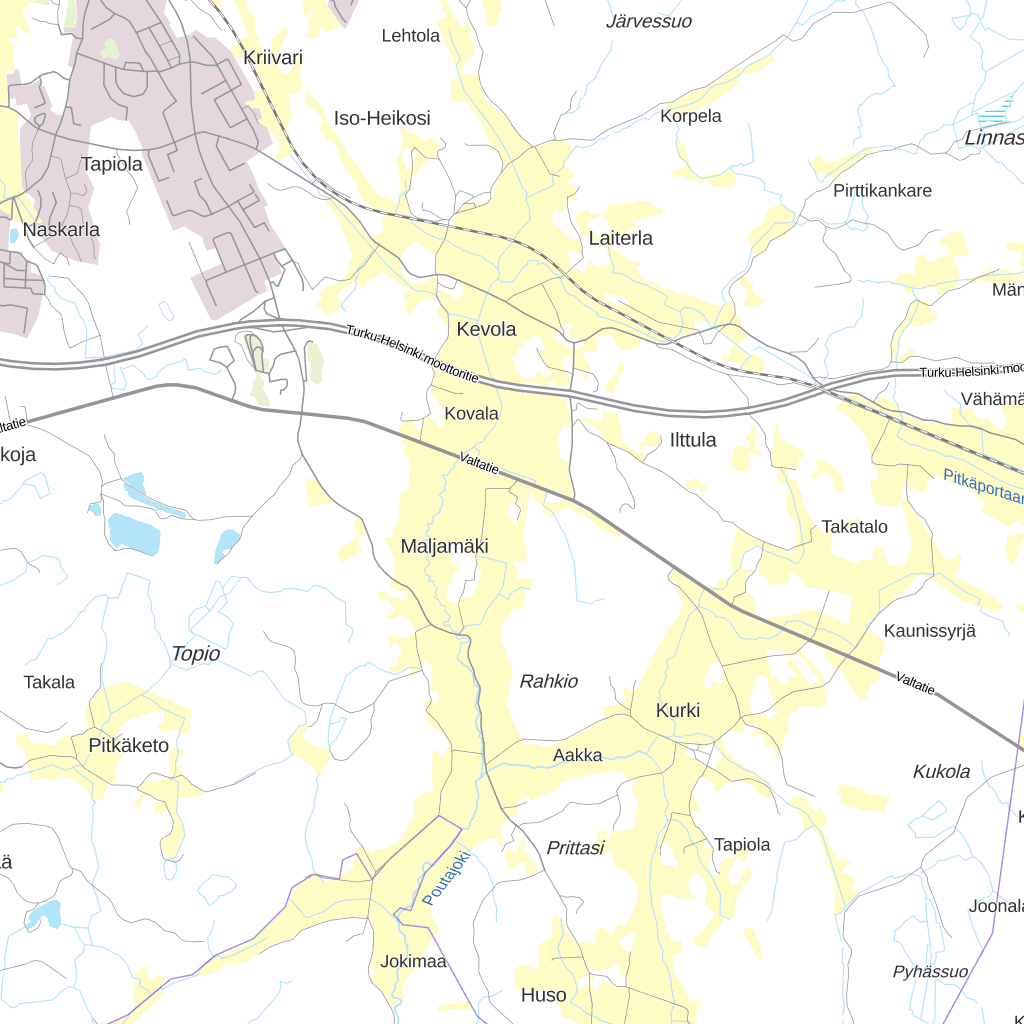 Järvessuo
Lehtola
Kriivari
Iso-Heikosi
Korpela
Linnas
Tapiola
Pirttikankare
Naskarla
Laiterla
Män
Kevola
Turku-Helsinki moottoritie
Turku-Helsinki moo
Vähämä
Kovala
ltatie
Ilttula
koja
Valtatie
Pitkäportaan
Takatalo
Maljamäki
Kaunissyrjä
Topio
Takala
Rahkio
Valtatie
Kurki
Pitkäketo
Aakka
Kukola
K
Prittasi
Tapiola
ä
Poutajoki
Joonala
Jokimaa
Pyhässuo
Huso
K